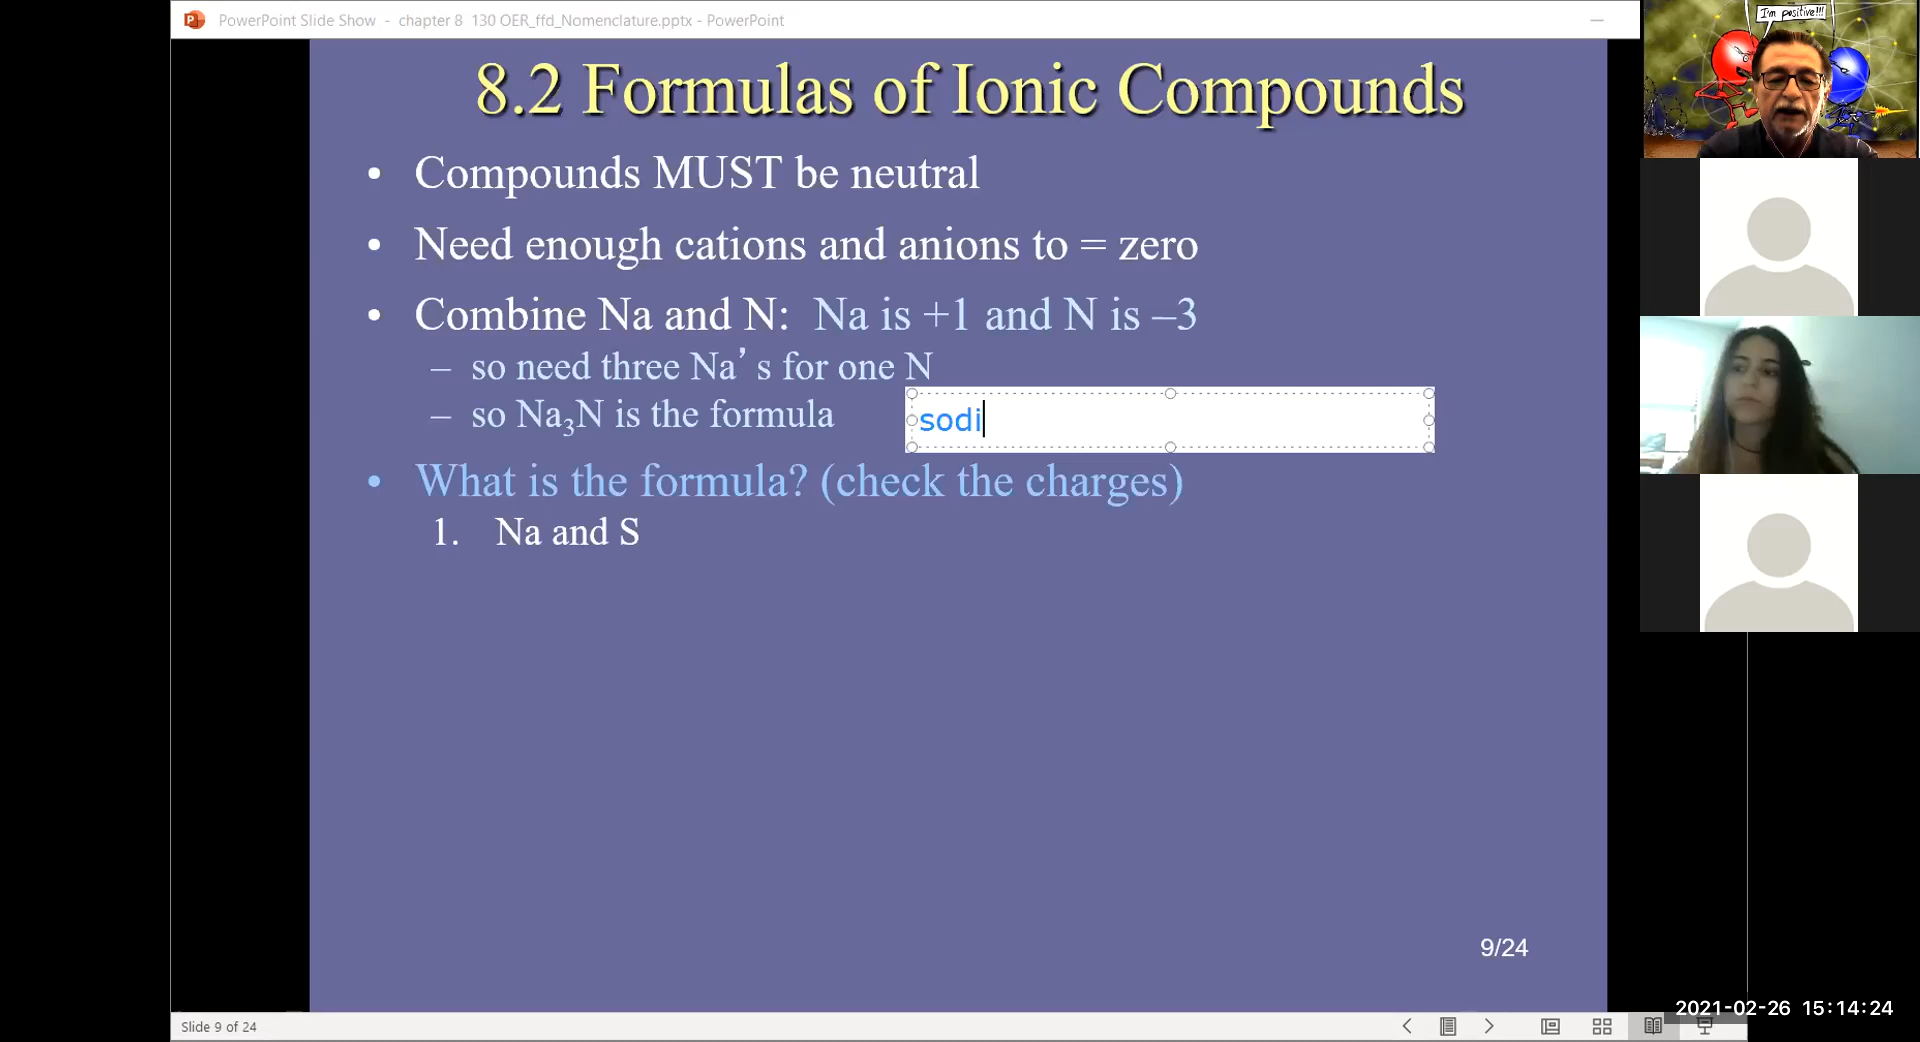 PowerPoint Slide Show - chapter 8 130 OER_ffd_Nomenclature.pptx - PowerPoint
I'm positive!!!
8.2 Formulas of Ionic Compounds
• Compounds MUST be neutral
• Need enough cations and anions to = zero
• Combine Na and N: Na is +1 and N is –3
– so need three Na’s for one N
– so Na₃N is the formula
sodi
• What is the formula? (check the charges)
1. Na and S
9/24
2021-02-26 15:14:24
Slide 9 of 24